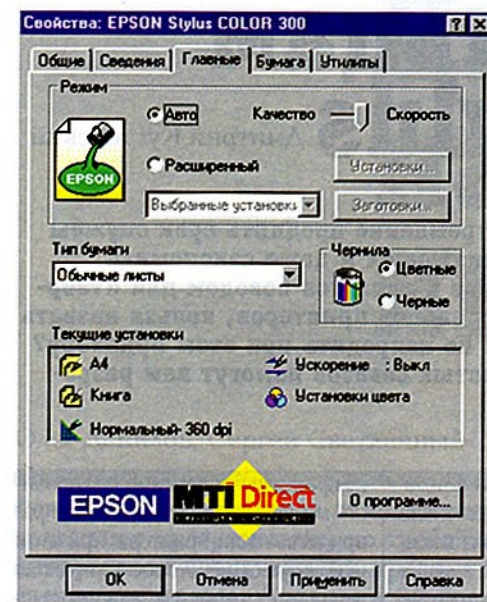 Свойства: EPSON Stylus COLOR 300
Общие Сведения Главные Бумага Утилиты
Режим
EPSON
Авто
Качество Скорость
Расширенный
Установки...
Выбранные установки
Заготовки...
Тип бумаги
Обычные листы
Чернила
Цветные
Черные
Текущие установки
A4
Ускорение : Выкл
Книга
Установки цвета
Нормальный- 360 dpi
EPSON
MTI Direct
О программе...
OK Отмена Применить Справка